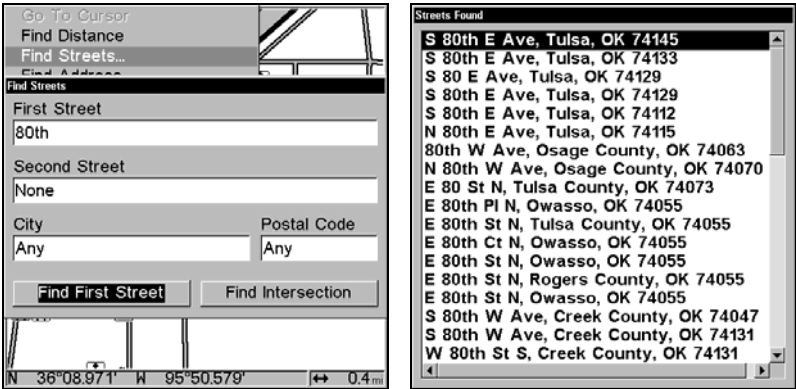 Go To Cursor
Find Distance
Find Streets...
Find Address
Find Streets
First Street
80th
Second Street
None
City
Postal Code
Any
Any
Find First Street
Find Intersection
N 36°08.971' W 95°50.579' ↔ 0.4 mi
Streets Found
S 80th E Ave, Tulsa, OK 74145
S 80th E Ave, Tulsa, OK 74133
S 80 E Ave, Tulsa, OK 74129
S 80th E Ave, Tulsa, OK 74129
S 80th E Ave, Tulsa, OK 74112
N 80th E Ave, Tulsa, OK 74115
80th W Ave, Osage County, OK 74063
N 80th W Ave, Osage County, OK 74070
E 80 St N, Tulsa County, OK 74073
E 80th Pl N, Owasso, OK 74055
E 80th St N, Tulsa County, OK 74055
E 80th Ct N, Owasso, OK 74055
E 80th St N, Owasso, OK 74055
E 80th St N, Rogers County, OK 74055
E 80th St N, Owasso, OK 74055
S 80th W Ave, Creek County, OK 74047
S 80th W Ave, Creek County, OK 74131
W 80th St S, Creek County, OK 74131